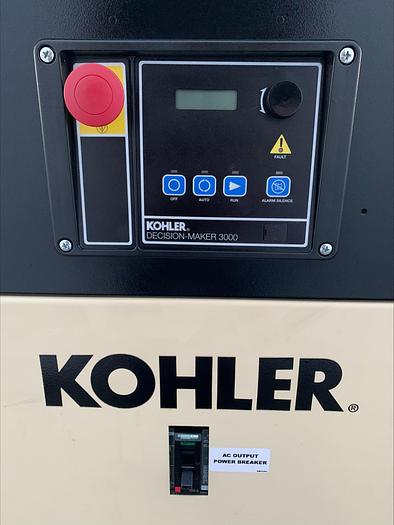 FAULT
OFF AUTO RUN ALARM SILENCE
KOHLER®
DECISION-MAKER 3000
KOHLER®
AC OUTPUT
POWER BREAKER